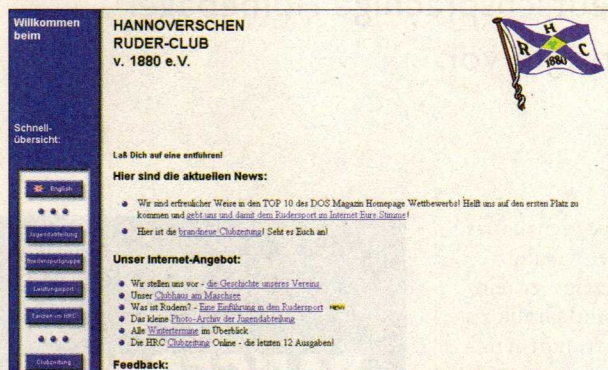 Willkommen
beim
HANNOVERSCHEN
RUDER-CLUB
v. 1880 e.V.
H
R C
1880
Schnell-
übersicht:
English
Jugendabteilung
Breitensportgruppe
Leistungssport
Tanzen im HRC
Clubzeitung
Laß Dich auf eine entführen!
Hier sind die aktuellen News:
Wir sind erfreulicher Weise in den TOP 10 des DOS Magazin Homepage Wettbewerbs! Helft uns auf den ersten Platz zu
kommen und gebt uns und damit dem Rudersport im Internet Eure Stimme!
Hier ist die brandneue Clubzeitung! Seht es Euch an!
Unser Internet-Angebot:
Wir stellen uns vor - die Geschichte unseres Vereins.
Unser Clubhaus am Maschsee
Was ist Rudern? - Eine Einführung in den Rudersport NEW
Das kleine Photo-Archiv der Jugendabteilung
Alle Wintertermine im Überblick
Die HRC Clubzeitung Online - die letzten 12 Ausgaben!
Feedback: